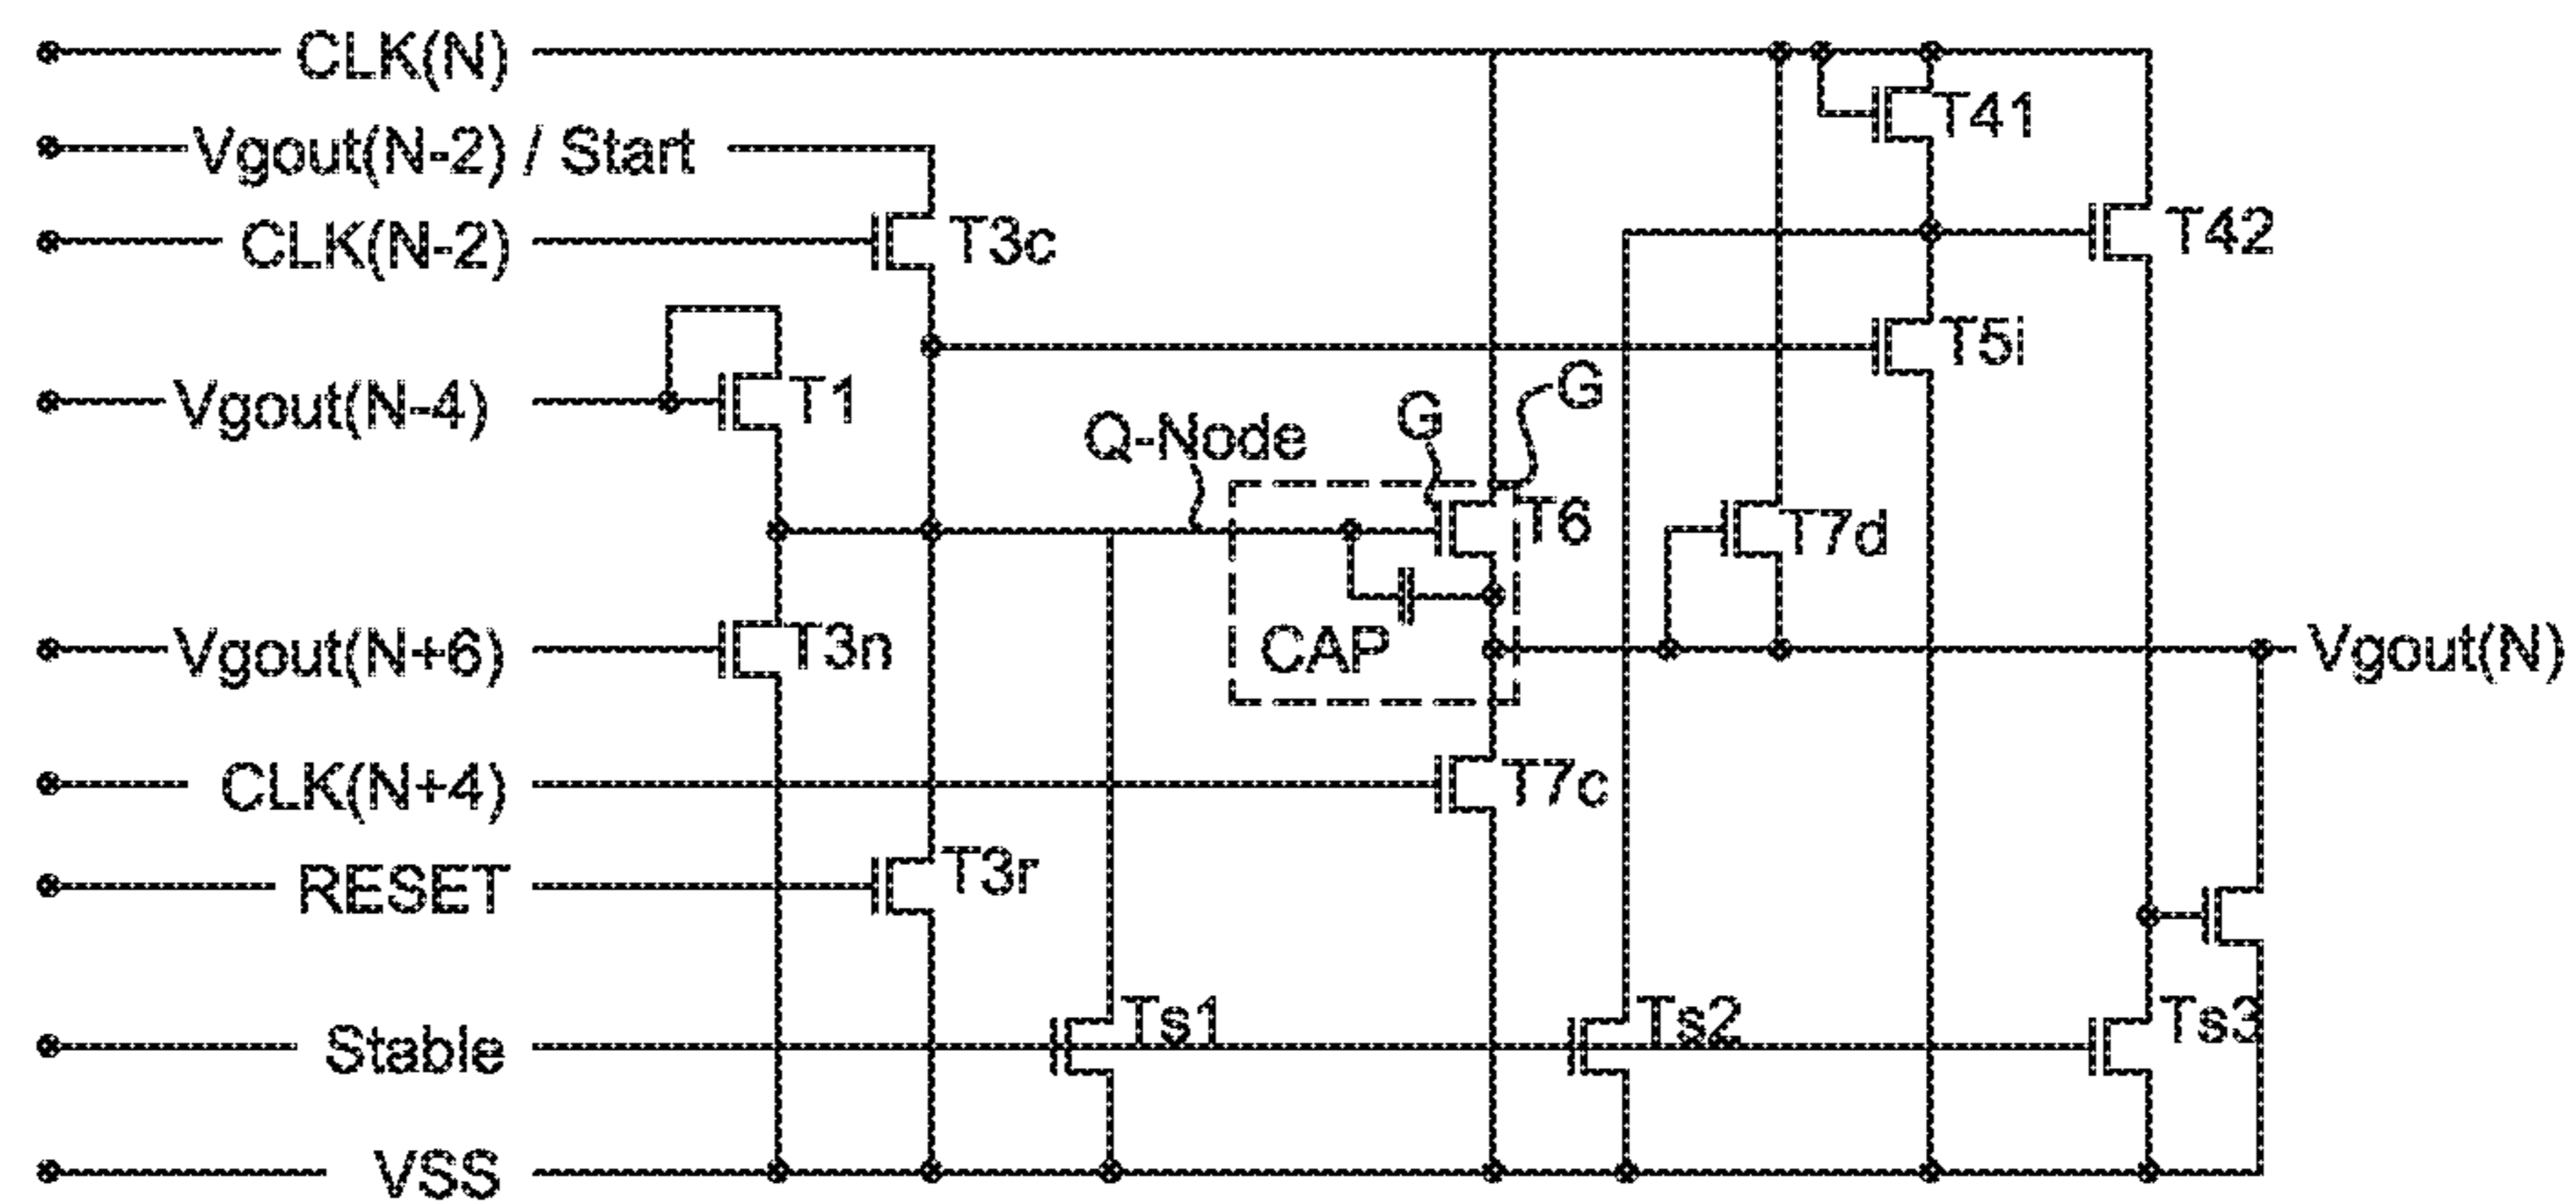 CLK(N)
Vgout(N-2) / Start
CLK(N-2)
Vgout(N-4)
Vgout(N+6)
CLK(N+4)
RESET
Stable
VSS
T41
T3c
T42
T5i
T1
G
G
Q-Node
T6
T7d
T3n
CAP
Vgout(N)
T7c
T3r
Ts1
Ts2
Ts3